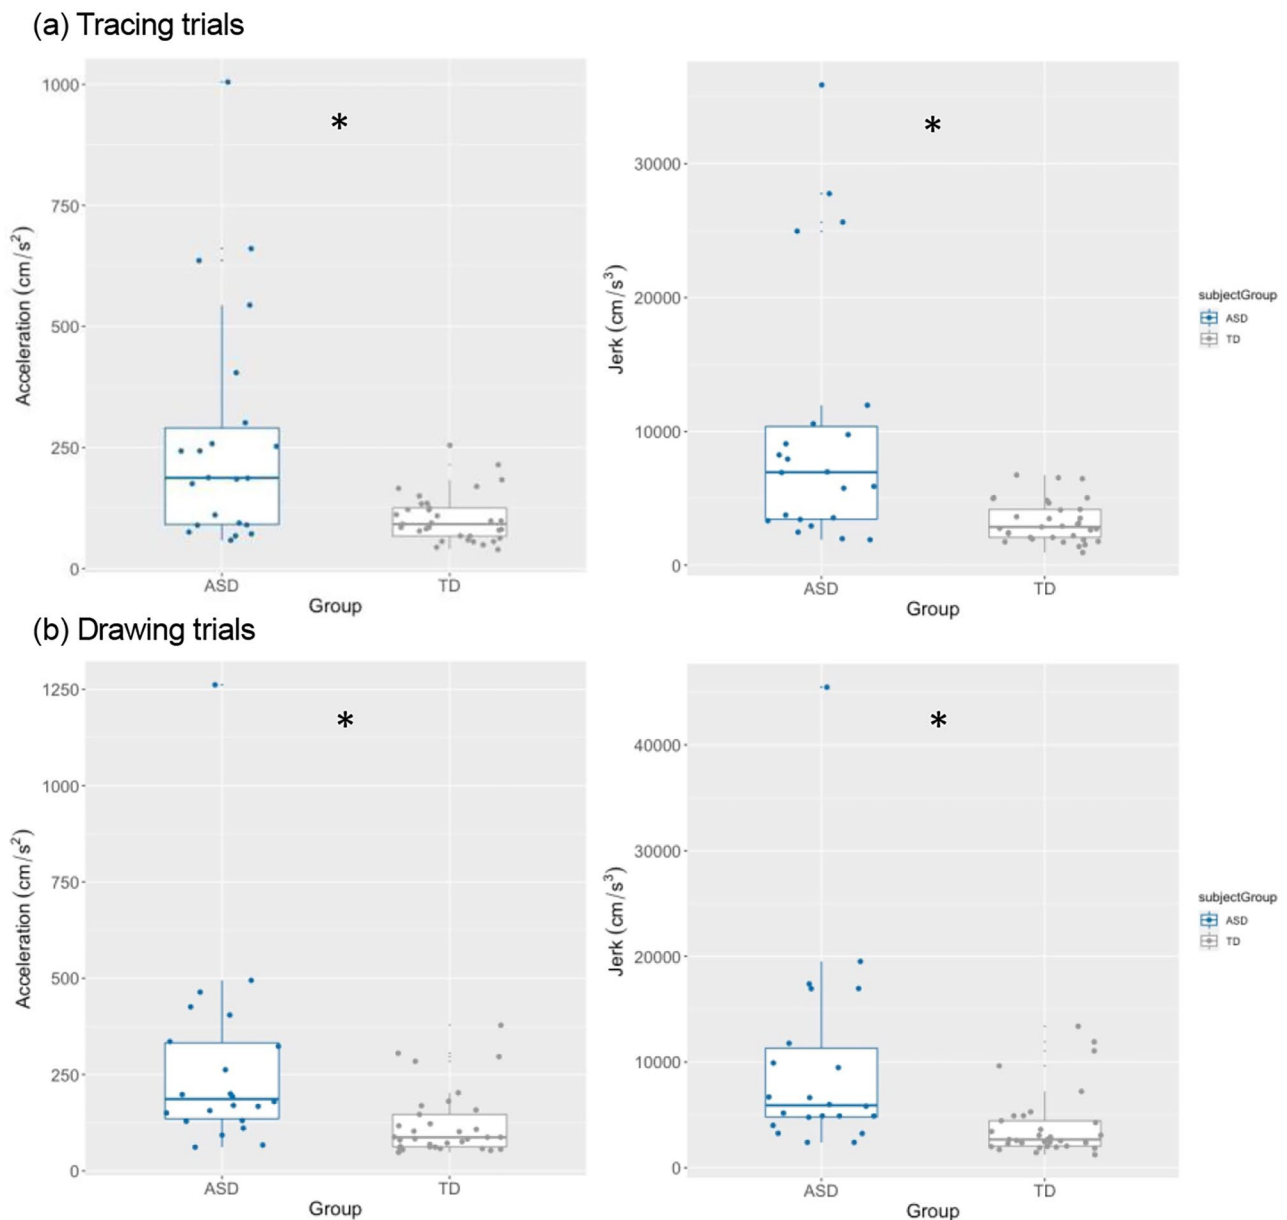 (a) Tracing trials
Acceleration (cm/s²)
1000
750
500
250
0
ASD
TD
Group
*
Jerk (cm/s³)
30000
20000
10000
0
ASD
TD
Group
*
subjectGroup
ASD
TD
(b) Drawing trials
Acceleration (cm/s²)
1250
1000
750
500
250
0
ASD
TD
Group
*
Jerk (cm/s³)
40000
30000
20000
10000
0
ASD
TD
Group
*
subjectGroup
ASD
TD